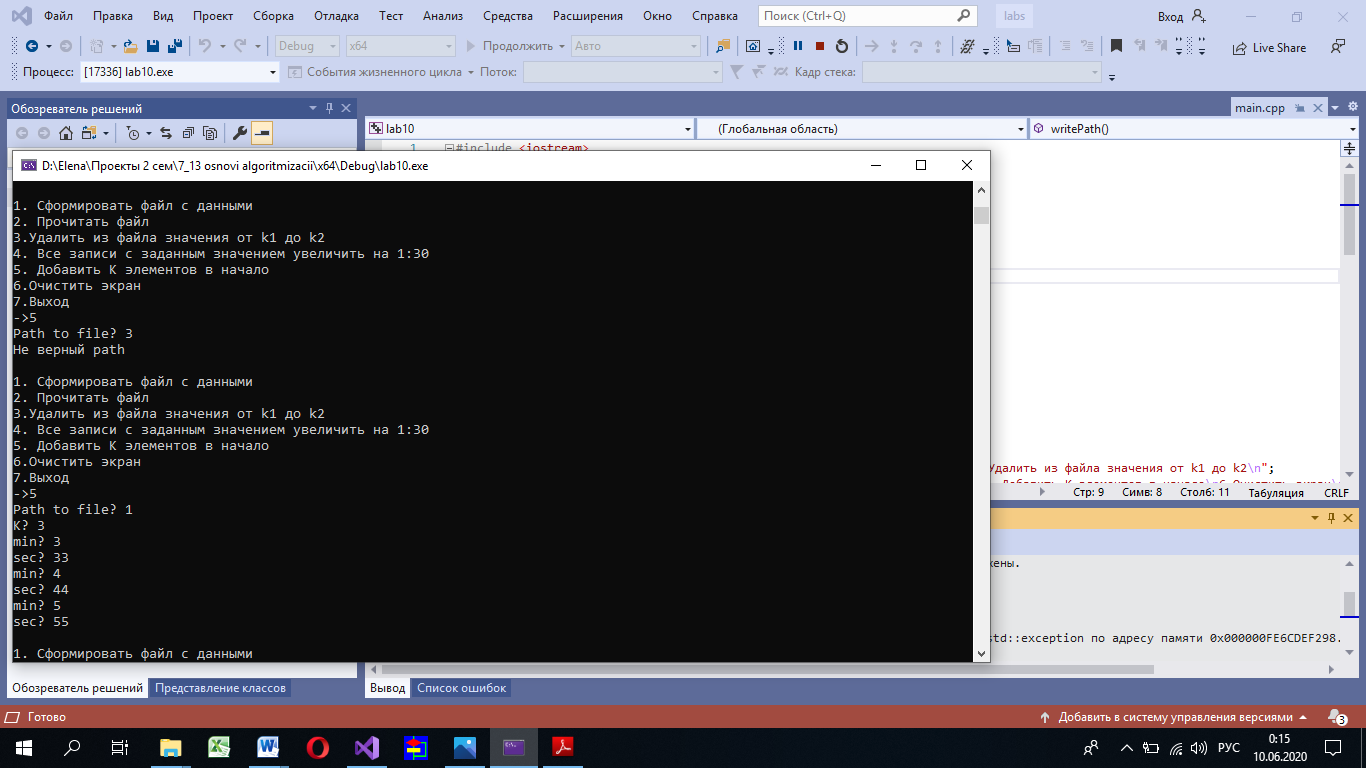 Файл Правка Вид Проект Сборка Отладка Тест Анализ Средства Расширения Окно Справка Поиск (Ctrl+Q) labs Вход
Debug x64 Продолжить Авто Live Share
Процесс: [17336] lab10.exe События жизненного цикла Поток: Кадр стека:
Обозреватель решений main.cpp
lab10 (Глобальная область) writePath()
1 #include <iostream>
D:\Elena\Проекты 2 сем\7_13 osnovi algoritmizacii\x64\Debug\lab10.exe
1. Сформировать файл с данными
2. Прочитать файл
3.Удалить из файла значения от k1 до k2
4. Все записи с заданным значением увеличить на 1:30
5. Добавить К элементов в начало
6.Очистить экран
7.Выход
->5
Path to file? 3
Не верный path
1. Сформировать файл с данными
2. Прочитать файл
3.Удалить из файла значения от k1 до k2
4. Все записи с заданным значением увеличить на 1:30
5. Добавить К элементов в начало
6.Очистить экран
7.Выход
->5
Path to file? 1
K? 3
min? 3
sec? 33
min? 4
sec? 44
min? 5
sec? 55
1. Сформировать файл с данными
Удалить из файла значения от k1 до k2\n";
Стр: 9 Симв: 8 Столб: 11 Табуляция CRLF
std::exception по адресу памяти 0x000000FE6CDEF298.
Обозреватель решений Представление классов Вывод Список ошибок
Готово Добавить в систему управления версиями 3
РУС 0:15
10.06.2020